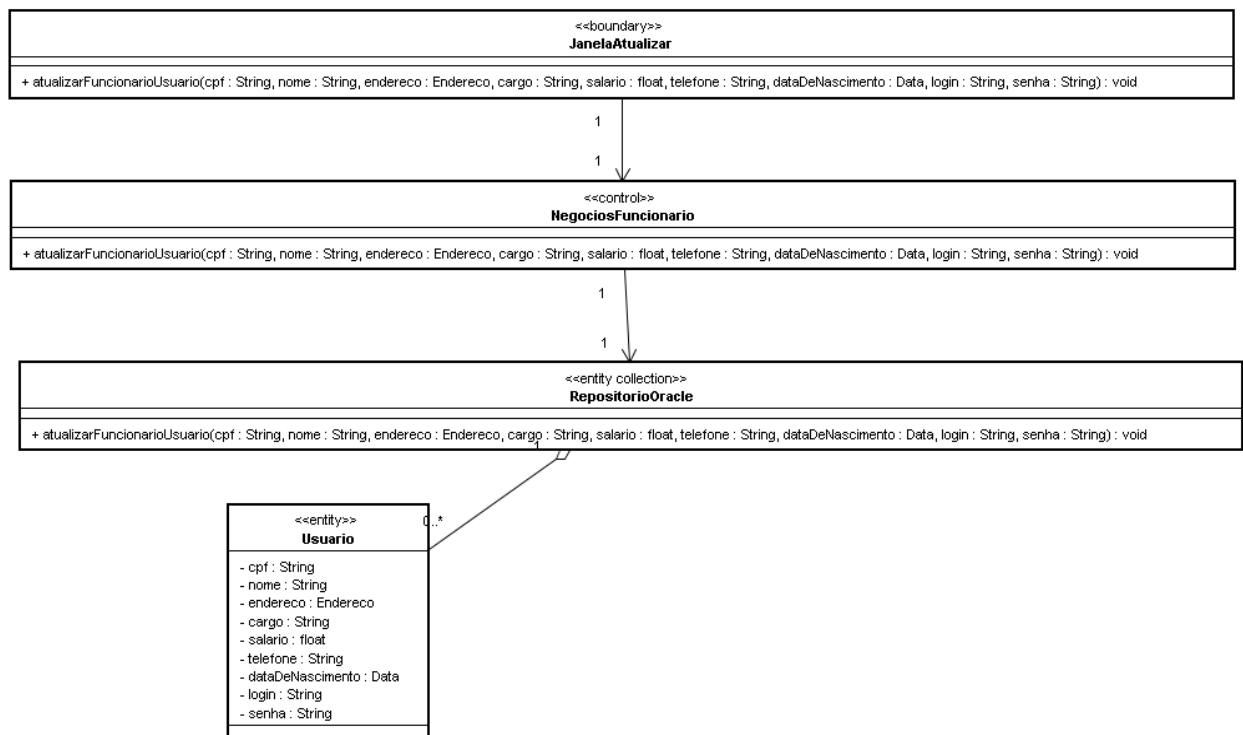 <<boundary>>
JanelaAtualizar
+ atualizarFuncionarioUsuario(cpf : String, nome : String, endereco : Endereco, cargo : String, salario : float, telefone : String, dataDeNascimento : Data, login : String, senha : String) : void
1
1
<<control>>
NegociosFuncionario
+ atualizarFuncionarioUsuario(cpf : String, nome : String, endereco : Endereco, cargo : String, salario : float, telefone : String, dataDeNascimento : Data, login : String, senha : String) : void
1
1
<<entity collection>>
RepositorioOracle
+ atualizarFuncionarioUsuario(cpf : String, nome : String, endereco : Endereco, cargo : String, salario : float, telefone : String, dataDeNascimento : Data, login : String, senha : String) : void
1
0..*
<<entity>>
Usuario
- cpf : String
- nome : String
- endereco : Endereco
- cargo : String
- salario : float
- telefone : String
- dataDeNascimento : Data
- login : String
- senha : String